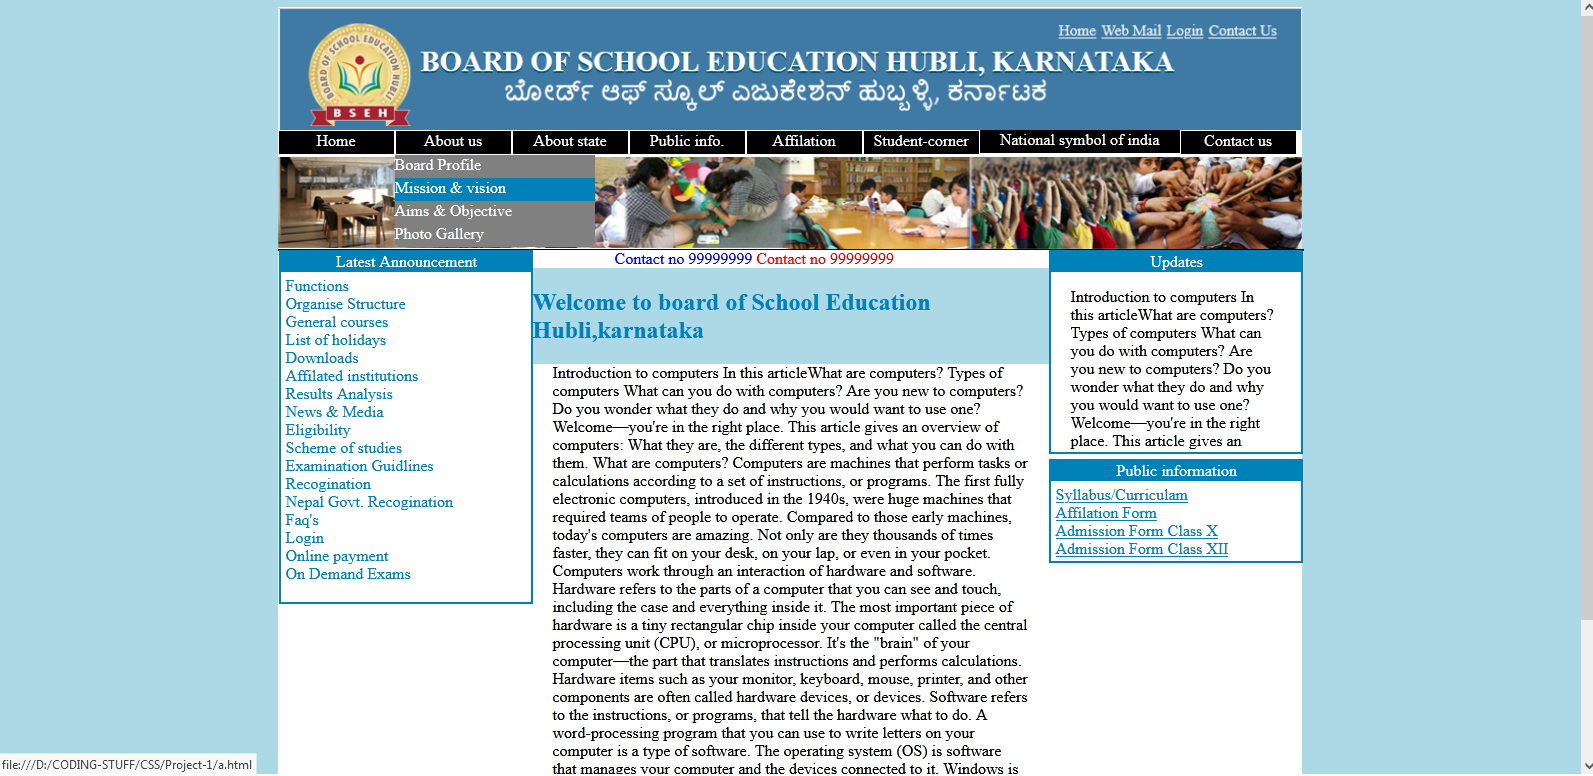 Home Web Mail Login Contact Us
BOARD OF SCHOOL EDUCATION HUBLI
BSEH
BOARD OF SCHOOL EDUCATION HUBLI, KARNATAKA
ಬೋರ್ಡ್ ಆಫ್ ಸ್ಕೂಲ್ ಎಜುಕೇಶನ್ ಹುಬ್ಬಳ್ಳಿ, ಕರ್ನಾಟಕ
Home About us About state Public info. Affilation Student-corner National symbol of india Contact us
Board Profile
Mission & vision
Aims & Objective
Photo Gallery
Latest Announcement
Functions
Organise Structure
General courses
List of holidays
Downloads
Affilated institutions
Results Analysis
News & Media
Eligibility
Scheme of studies
Examination Guidlines
Recogination
Nepal Govt. Recogination
Faq's
Login
Online payment
On Demand Exams
Contact no 99999999 Contact no 99999999
Welcome to board of School Education
Hubli,karnataka
Introduction to computers In this articleWhat are computers? Types of
computers What can you do with computers? Are you new to computers?
Do you wonder what they do and why you would want to use one?
Welcome—you're in the right place. This article gives an overview of
computers: What they are, the different types, and what you can do with
them. What are computers? Computers are machines that perform tasks or
calculations according to a set of instructions, or programs. The first fully
electronic computers, introduced in the 1940s, were huge machines that
required teams of people to operate. Compared to those early machines,
today's computers are amazing. Not only are they thousands of times
faster, they can fit on your desk, on your lap, or even in your pocket.
Computers work through an interaction of hardware and software.
Hardware refers to the parts of a computer that you can see and touch,
including the case and everything inside it. The most important piece of
hardware is a tiny rectangular chip inside your computer called the central
processing unit (CPU), or microprocessor. It's the "brain" of your
computer—the part that translates instructions and performs calculations.
Hardware items such as your monitor, keyboard, mouse, printer, and other
components are often called hardware devices, or devices. Software refers
to the instructions, or programs, that tell the hardware what to do. A
word-processing program that you can use to write letters on your
computer is a type of software. The operating system (OS) is software
that manages your computer and the devices connected to it. Windows is
Updates
Introduction to computers In
this articleWhat are computers?
Types of computers What can
you do with computers? Are
you new to computers? Do you
wonder what they do and why
you would want to use one?
Welcome—you're in the right
place. This article gives an
Public information
Syllabus/Curriculam
Affilation Form
Admission Form Class X
Admission Form Class XII
file:///D:/CODING-STUFF/CSS/Project-1/a.html